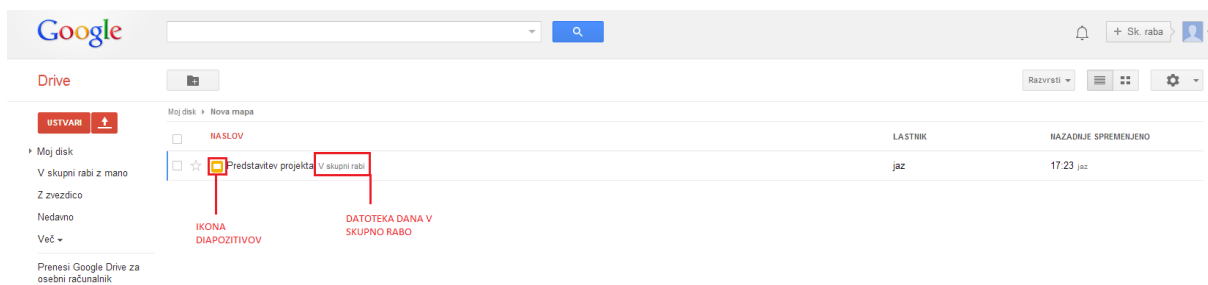 Google
+ Sk. raba
Drive
Razvrsti
USTVARI
Moj disk
V skupni rabi z mano
Z zvezdico
Nedavno
Več
Prenesi Google Drive za
osebni računalnik
Moj disk Nova mapa
NASLOV LASTNIK NAZADNJE SPREMENJENO
Predstavitev projekta V skupni rabi jaz 17:23 jaz
IKONA
DIAPOZITIVOV
DATOTEKA DANA V
SKUPNO RABO